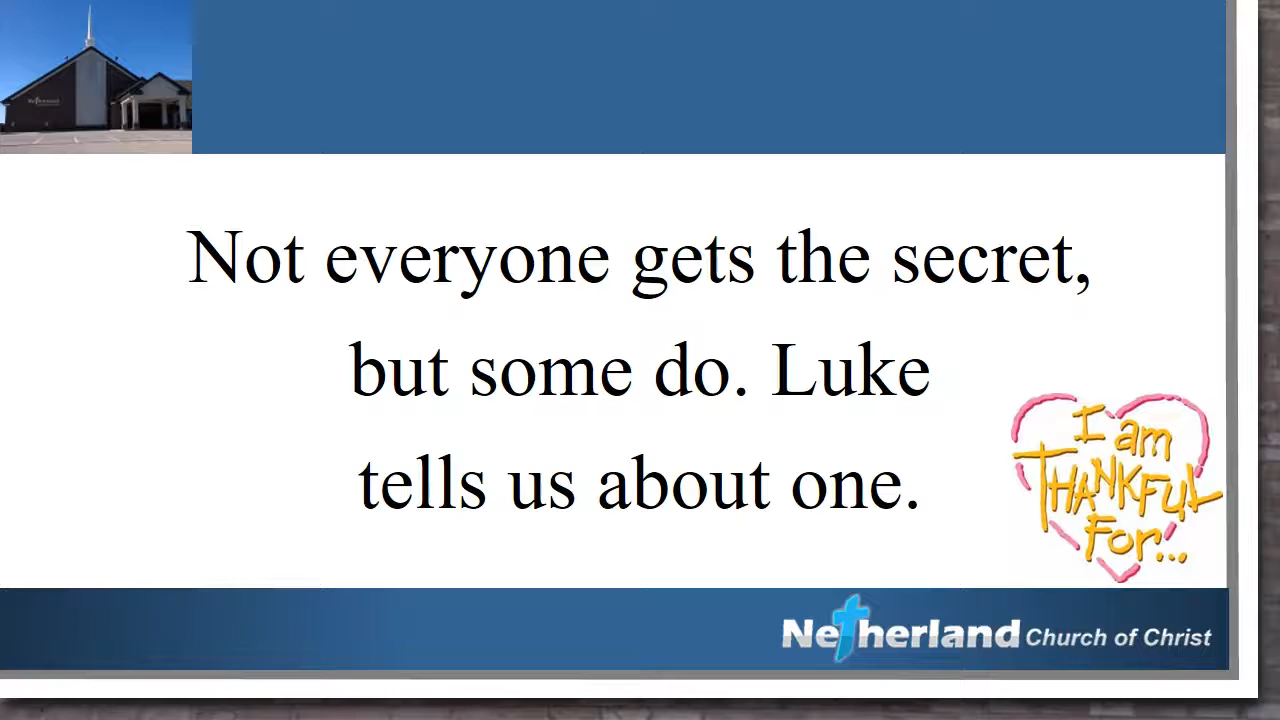 Not everyone gets the secret,
but some do. Luke
tells us about one.
I am
THANKFUL
For...
Netherland Church of Christ